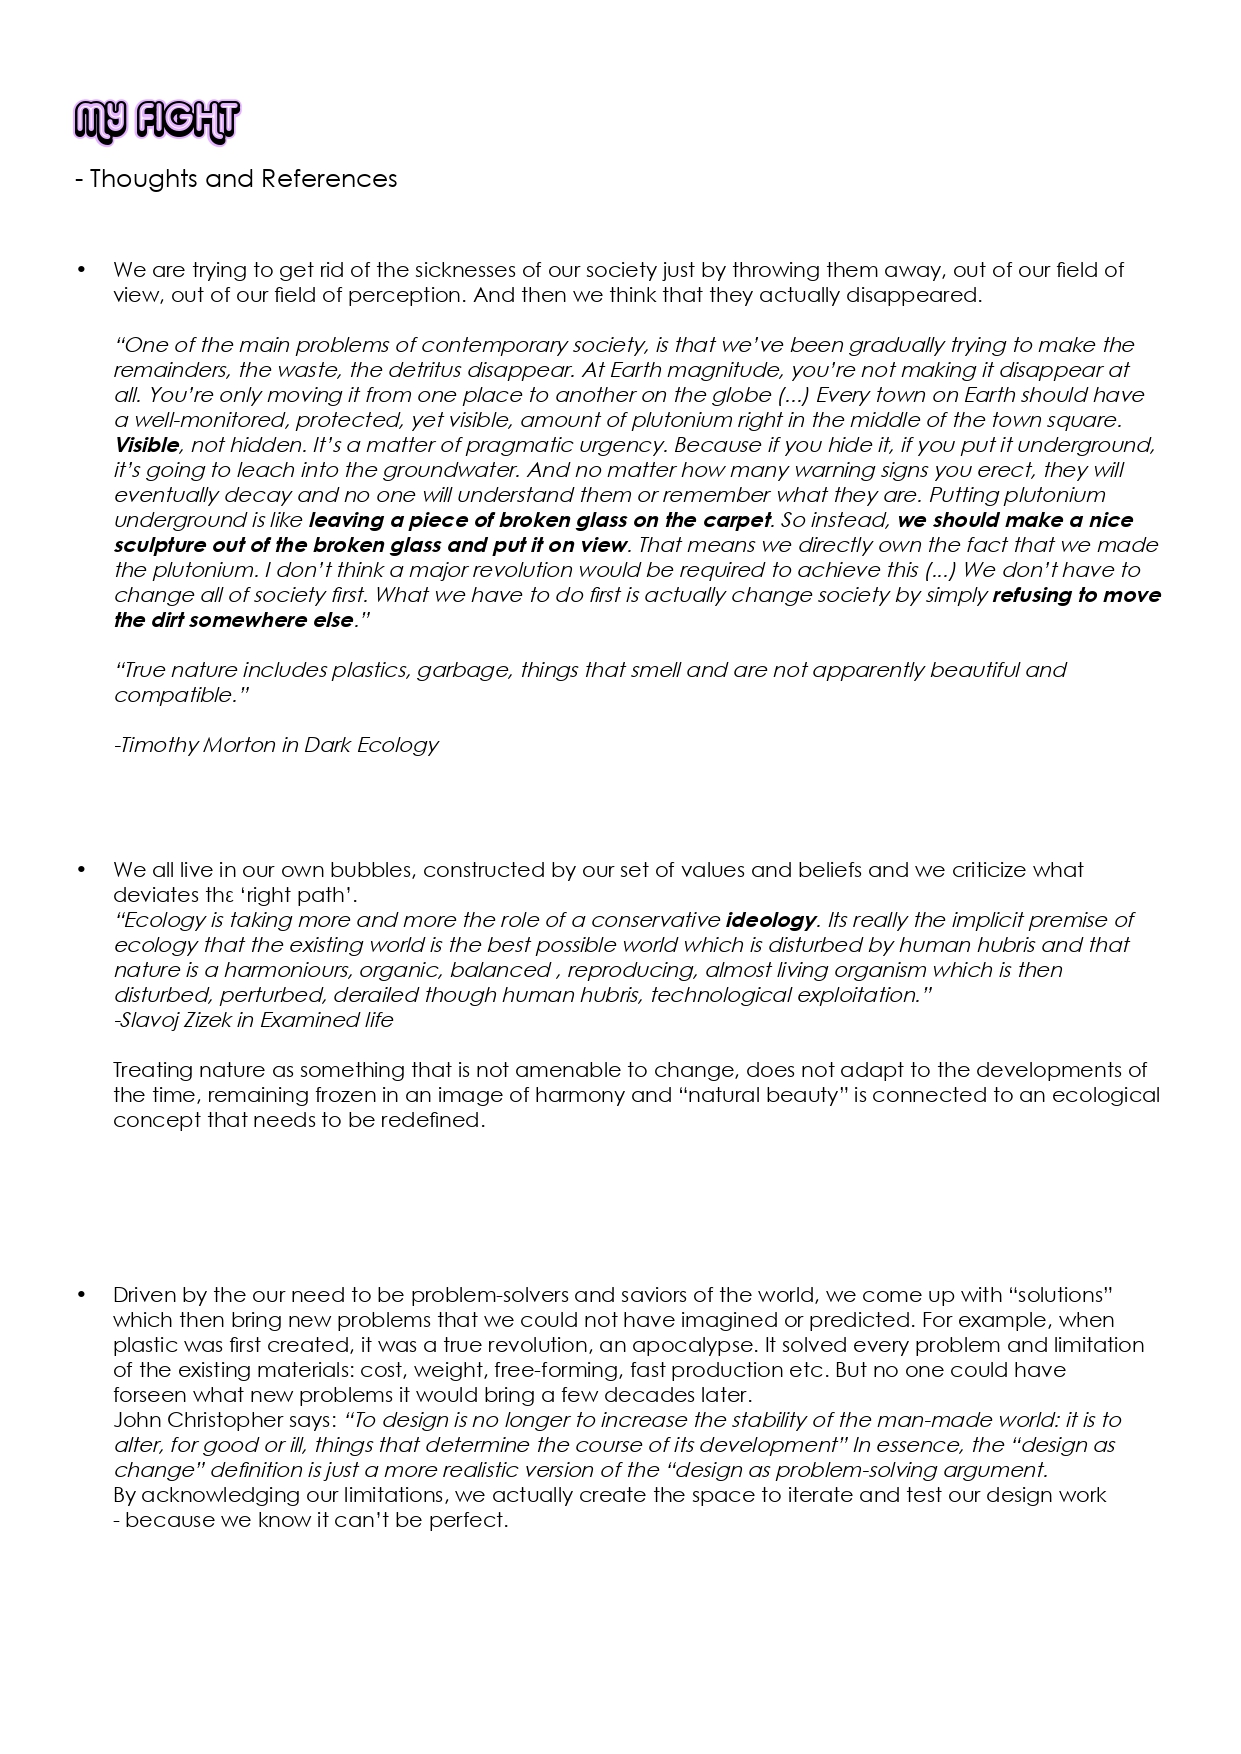 MY FIGHT
- Thoughts and References
• We are trying to get rid of the sicknesses of our society just by throwing them away, out of our field of
view, out of our field of perception. And then we think that they actually disappeared.
“One of the main problems of contemporary society, is that we’ve been gradually trying to make the
remainders, the waste, the detritus disappear. At Earth magnitude, you’re not making it disappear at
all. You’re only moving it from one place to another on the globe (...) Every town on Earth should have
a well-monitored, protected, yet visible, amount of plutonium right in the middle of the town square.
Visible, not hidden. It’s a matter of pragmatic urgency. Because if you hide it, if you put it underground,
it’s going to leach into the groundwater. And no matter how many warning signs you erect, they will
eventually decay and no one will understand them or remember what they are. Putting plutonium
underground is like leaving a piece of broken glass on the carpet. So instead, we should make a nice
sculpture out of the broken glass and put it on view. That means we directly own the fact that we made
the plutonium. I don’t think a major revolution would be required to achieve this (...) We don’t have to
change all of society first. What we have to do first is actually change society by simply refusing to move
the dirt somewhere else.”
“True nature includes plastics, garbage, things that smell and are not apparently beautiful and
compatible.”
-Timothy Morton in Dark Ecology
• We all live in our own bubbles, constructed by our set of values and beliefs and we criticize what
deviates thε ‘right path’.
“Ecology is taking more and more the role of a conservative ideology. Its really the implicit premise of
ecology that the existing world is the best possible world which is disturbed by human hubris and that
nature is a harmoniours, organic, balanced , reproducing, almost living organism which is then
disturbed, perturbed, derailed though human hubris, technological exploitation.”
-Slavoj Zizek in Examined life
Treating nature as something that is not amenable to change, does not adapt to the developments of
the time, remaining frozen in an image of harmony and “natural beauty” is connected to an ecological
concept that needs to be redefined.
• Driven by the our need to be problem-solvers and saviors of the world, we come up with “solutions”
which then bring new problems that we could not have imagined or predicted. For example, when
plastic was first created, it was a true revolution, an apocalypse. It solved every problem and limitation
of the existing materials: cost, weight, free-forming, fast production etc. But no one could have
forseen what new problems it would bring a few decades later.
John Christopher says: “To design is no longer to increase the stability of the man-made world: it is to
alter, for good or ill, things that determine the course of its development” In essence, the “design as
change” definition is just a more realistic version of the “design as problem-solving argument.
By acknowledging our limitations, we actually create the space to iterate and test our design work
- because we know it can’t be perfect.